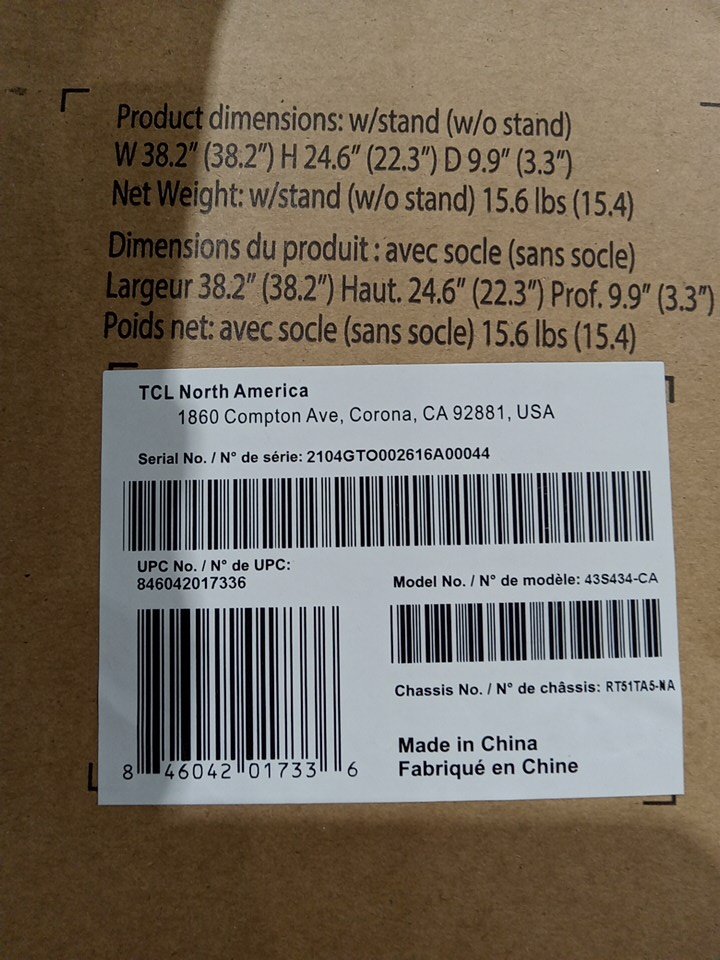 Product dimensions: w/stand (w/o stand)
W 38.2” (38.2”) H 24.6” (22.3”) D 9.9” (3.3”)
Net Weight: w/stand (w/o stand) 15.6 lbs (15.4)
Dimensions du produit : avec socle (sans socle)
Largeur 38.2” (38.2”) Haut. 24.6” (22.3”) Prof. 9.9” (3.3”)
Poids net: avec socle (sans socle) 15.6 lbs (15.4)
TCL North America
1860 Compton Ave, Corona, CA 92881, USA
Serial No. / N° de série: 2104GTO002616A00044
UPC No. / N° de UPC:
846042017336
Model No. / N° de modèle: 43S434-CA
Chassis No. / N° de châssis: RT51TA5-NA
Made in China
Fabriqué en Chine
8 46042 01733 6